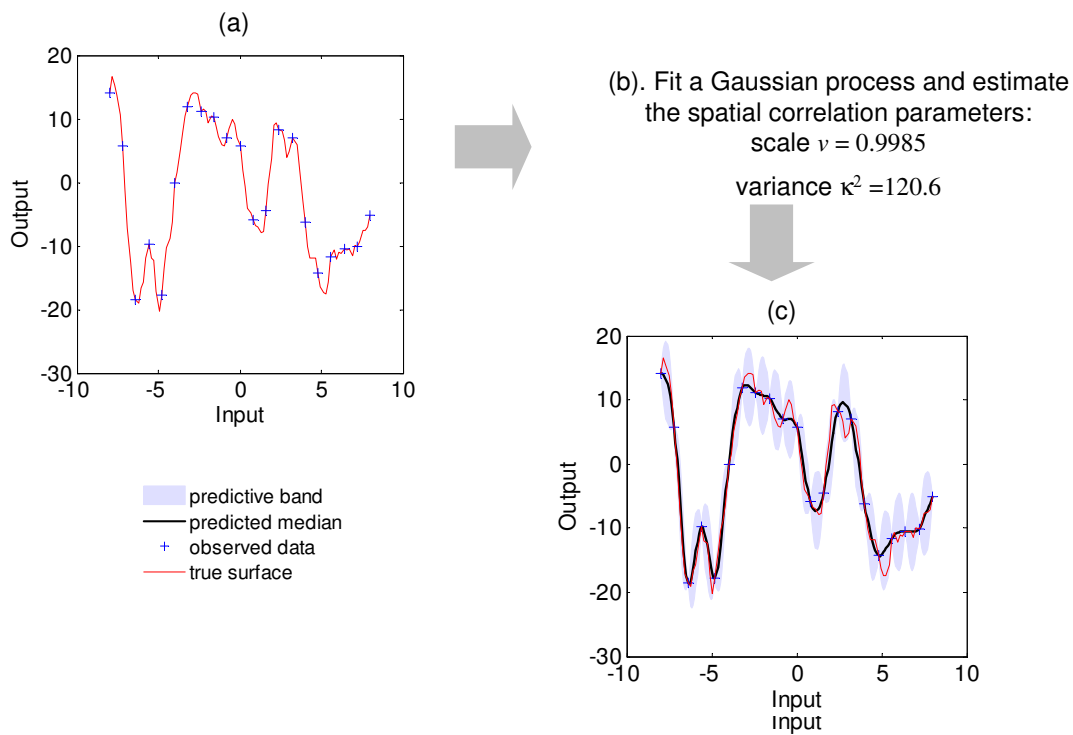 (a)
20
10
0
-10
-20
-30
Output
-10
-5
0
5
10
Input
(b). Fit a Gaussian process and estimate
the spatial correlation parameters:
scale ν = 0.9985
variance κ² =120.6
predictive band
predicted median
observed data
true surface
(c)
20
10
0
-10
-20
-30
Output
-10
-5
0
5
10
Input
Input